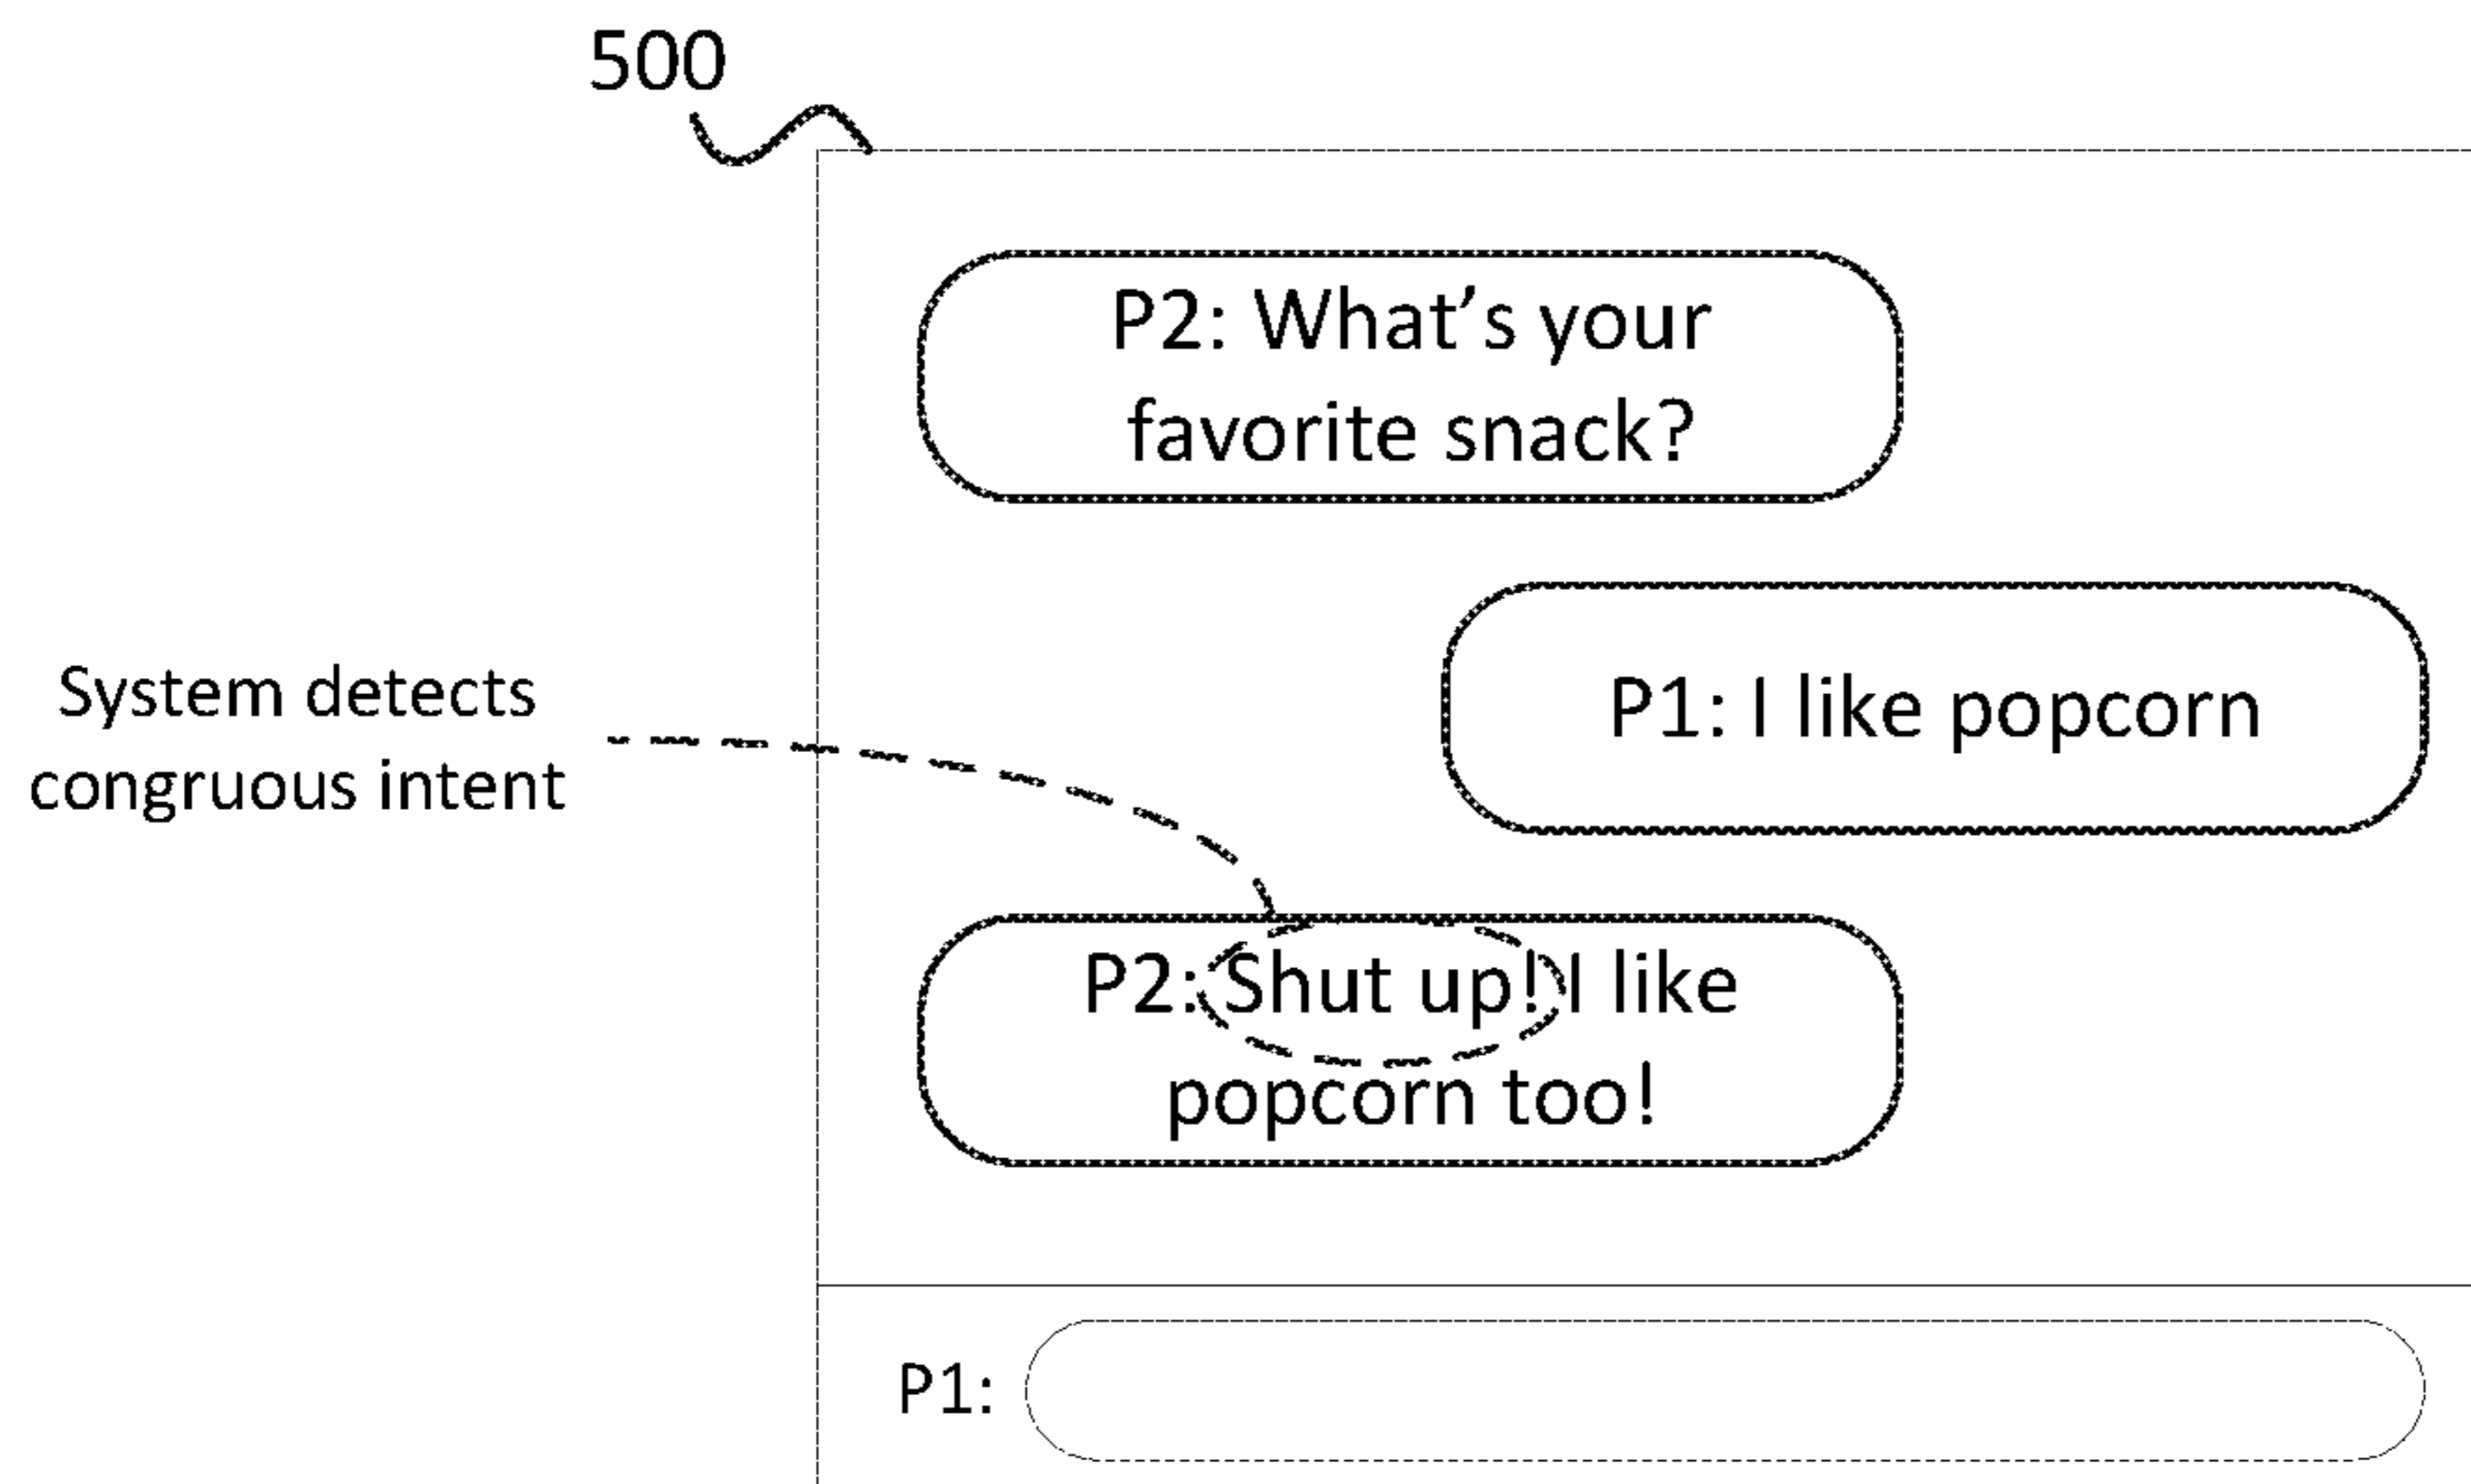 500
P2: What’s your
favorite snack?
P1: I like popcorn
System detects
congruous intent
P2: Shut up! I like
popcorn too!
P1: